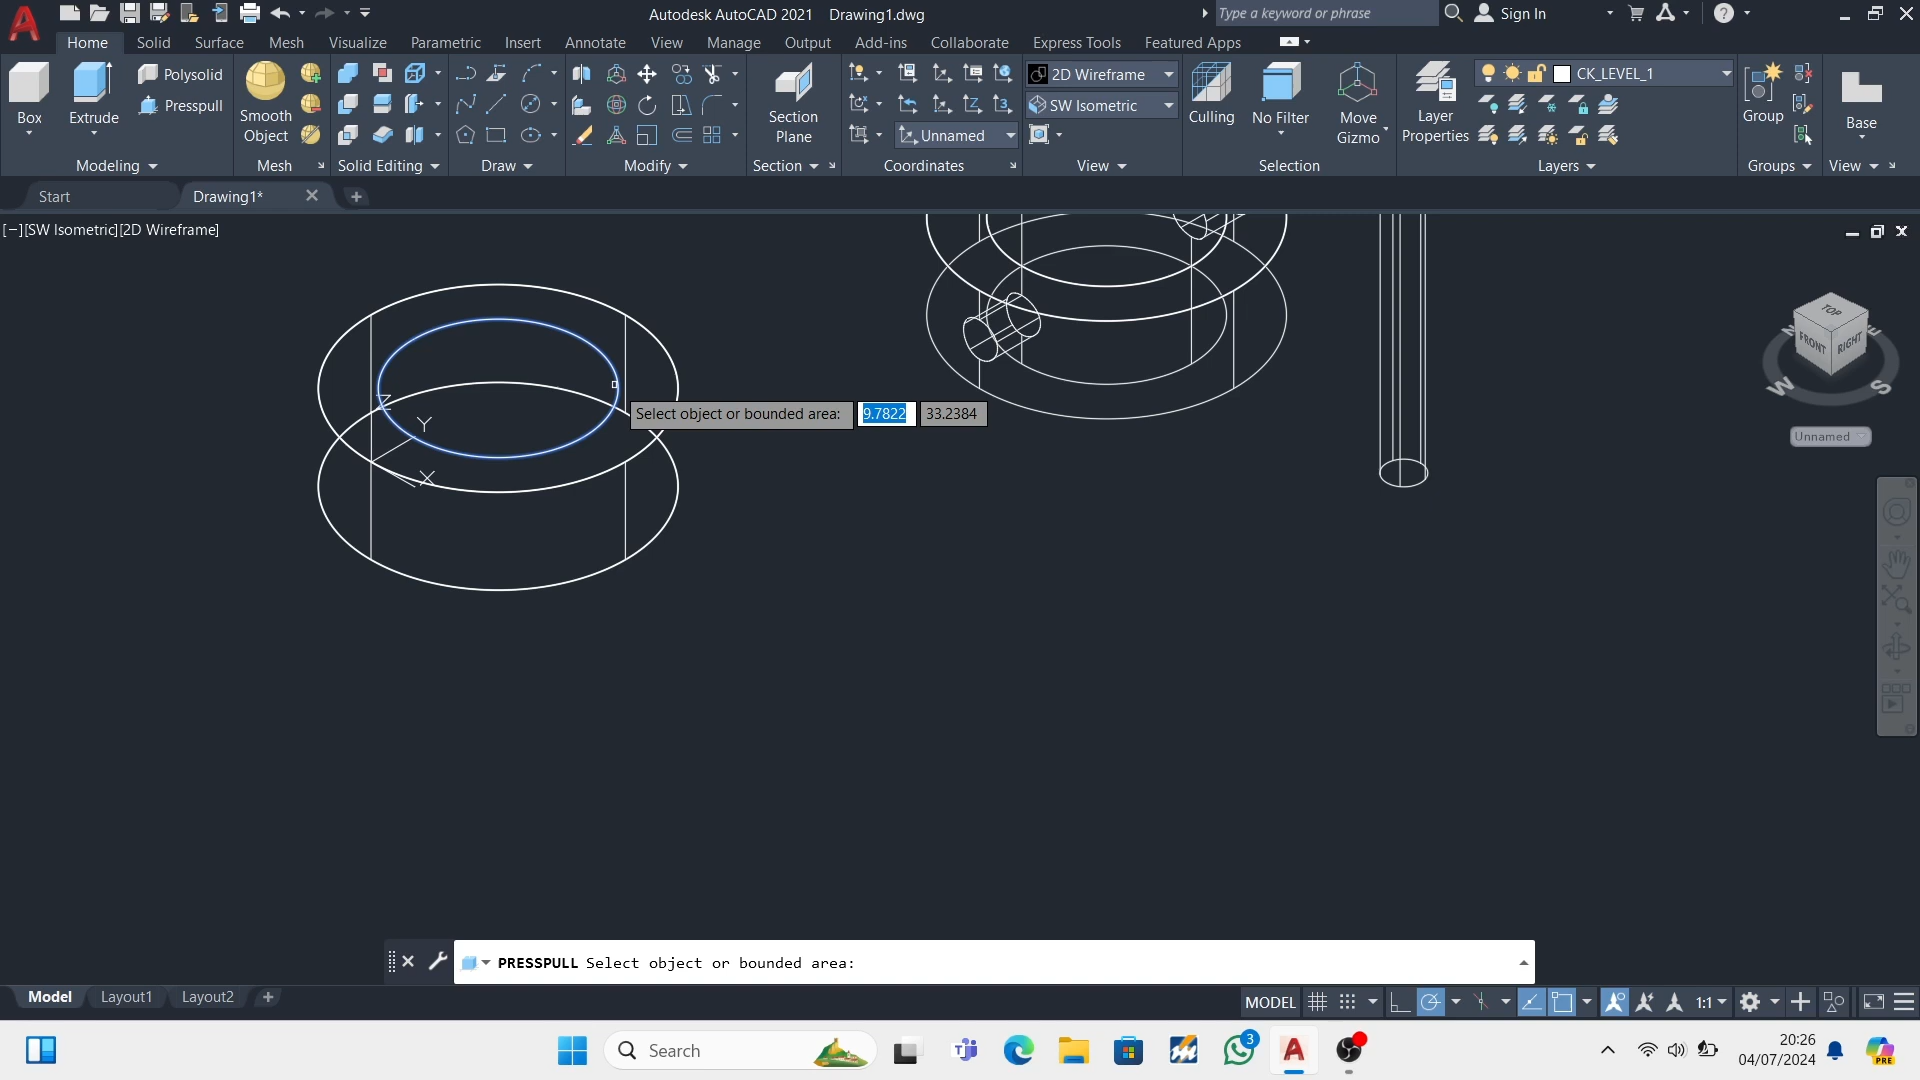 Autodesk AutoCAD 2021 Drawing1.dwg
Type a keyword or phrase
Sign In
Home Solid Surface Mesh Visualize Parametric Insert Annotate View Manage Output Add-ins Collaborate Express Tools Featured Apps
Box
Extrude
Polysolid
Presspull
Smooth
Object
Section
Plane
2D Wireframe
SW Isometric
Unnamed
Culling
No Filter
Move
Gizmo
Layer
Properties
CK_LEVEL_1
Group
Base
Modeling Mesh Solid Editing Draw Modify Section Coordinates View Selection Layers Groups View
Start Drawing1*
[−][SW Isometric][2D Wireframe]
TOP
FRONT RIGHT
W S
Unnamed
Z
Y
X
Select object or bounded area: 9.7822 33.2384
PRESSPULL Select object or bounded area:
Model Layout1 Layout2
MODEL 1:1
Search
3
20:26
04/07/2024
PRE